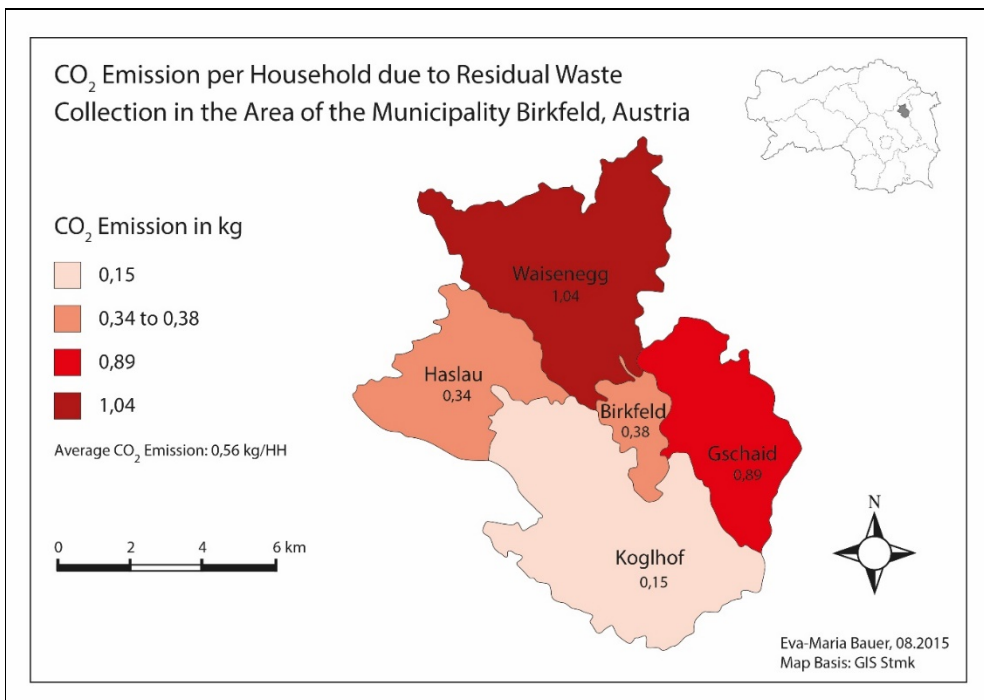 CO₂ Emission per Household due to Residual Waste
Collection in the Area of the Municipality Birkfeld, Austria
CO₂ Emission in kg
0,15
0,34 to 0,38
0,89
1,04
Average CO₂ Emission: 0,56 kg/HH
Waisenegg
1,04
Haslau
0,34
Birkfeld
0,38
Gschaid
0,89
Koglhof
0,15
0 2 4 6 km
N
Eva-Maria Bauer, 08.2015
Map Basis: GIS Stmk